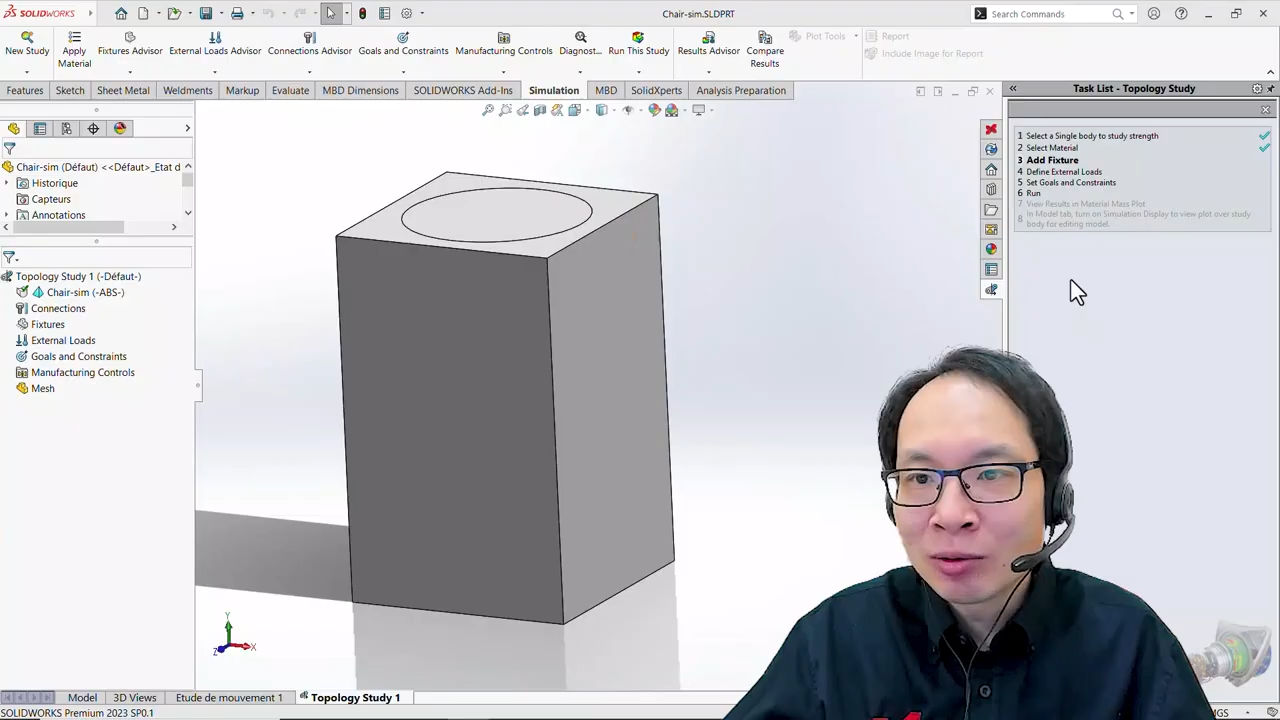 SOLIDWORKS
Chair-sim.SLDPRT
Search Commands
New Study
Apply Material
Fixtures Advisor
External Loads Advisor
Connections Advisor
Goals and Constraints
Manufacturing Controls
Diagnost...
Run This Study
Results Advisor
Compare Results
Plot Tools
Report
Include Image for Report
Features
Sketch
Sheet Metal
Weldments
Markup
Evaluate
MBD Dimensions
SOLIDWORKS Add-Ins
Simulation
MBD
SolidXperts
Analysis Preparation
Task List - Topology Study
1 Select a Single body to study strength
2 Select Material
3 Add Fixture
4 Define External Loads
5 Set Goals and Constraints
6 Run
7 View Results in Material Mass Plot
8 In Model tab, turn on Simulation Display to view plot over study
body for editing model.
Chair-sim (Défaut) <<Défaut>_Etat d
Historique
Capteurs
Annotations
Topology Study 1 (-Défaut-)
Chair-sim (-ABS-)
Connections
Fixtures
External Loads
Goals and Constraints
Manufacturing Controls
Mesh
Y
X
Z
Model
3D Views
Etude de mouvement 1
Topology Study 1
SOLIDWORKS Premium 2023 SP0.1